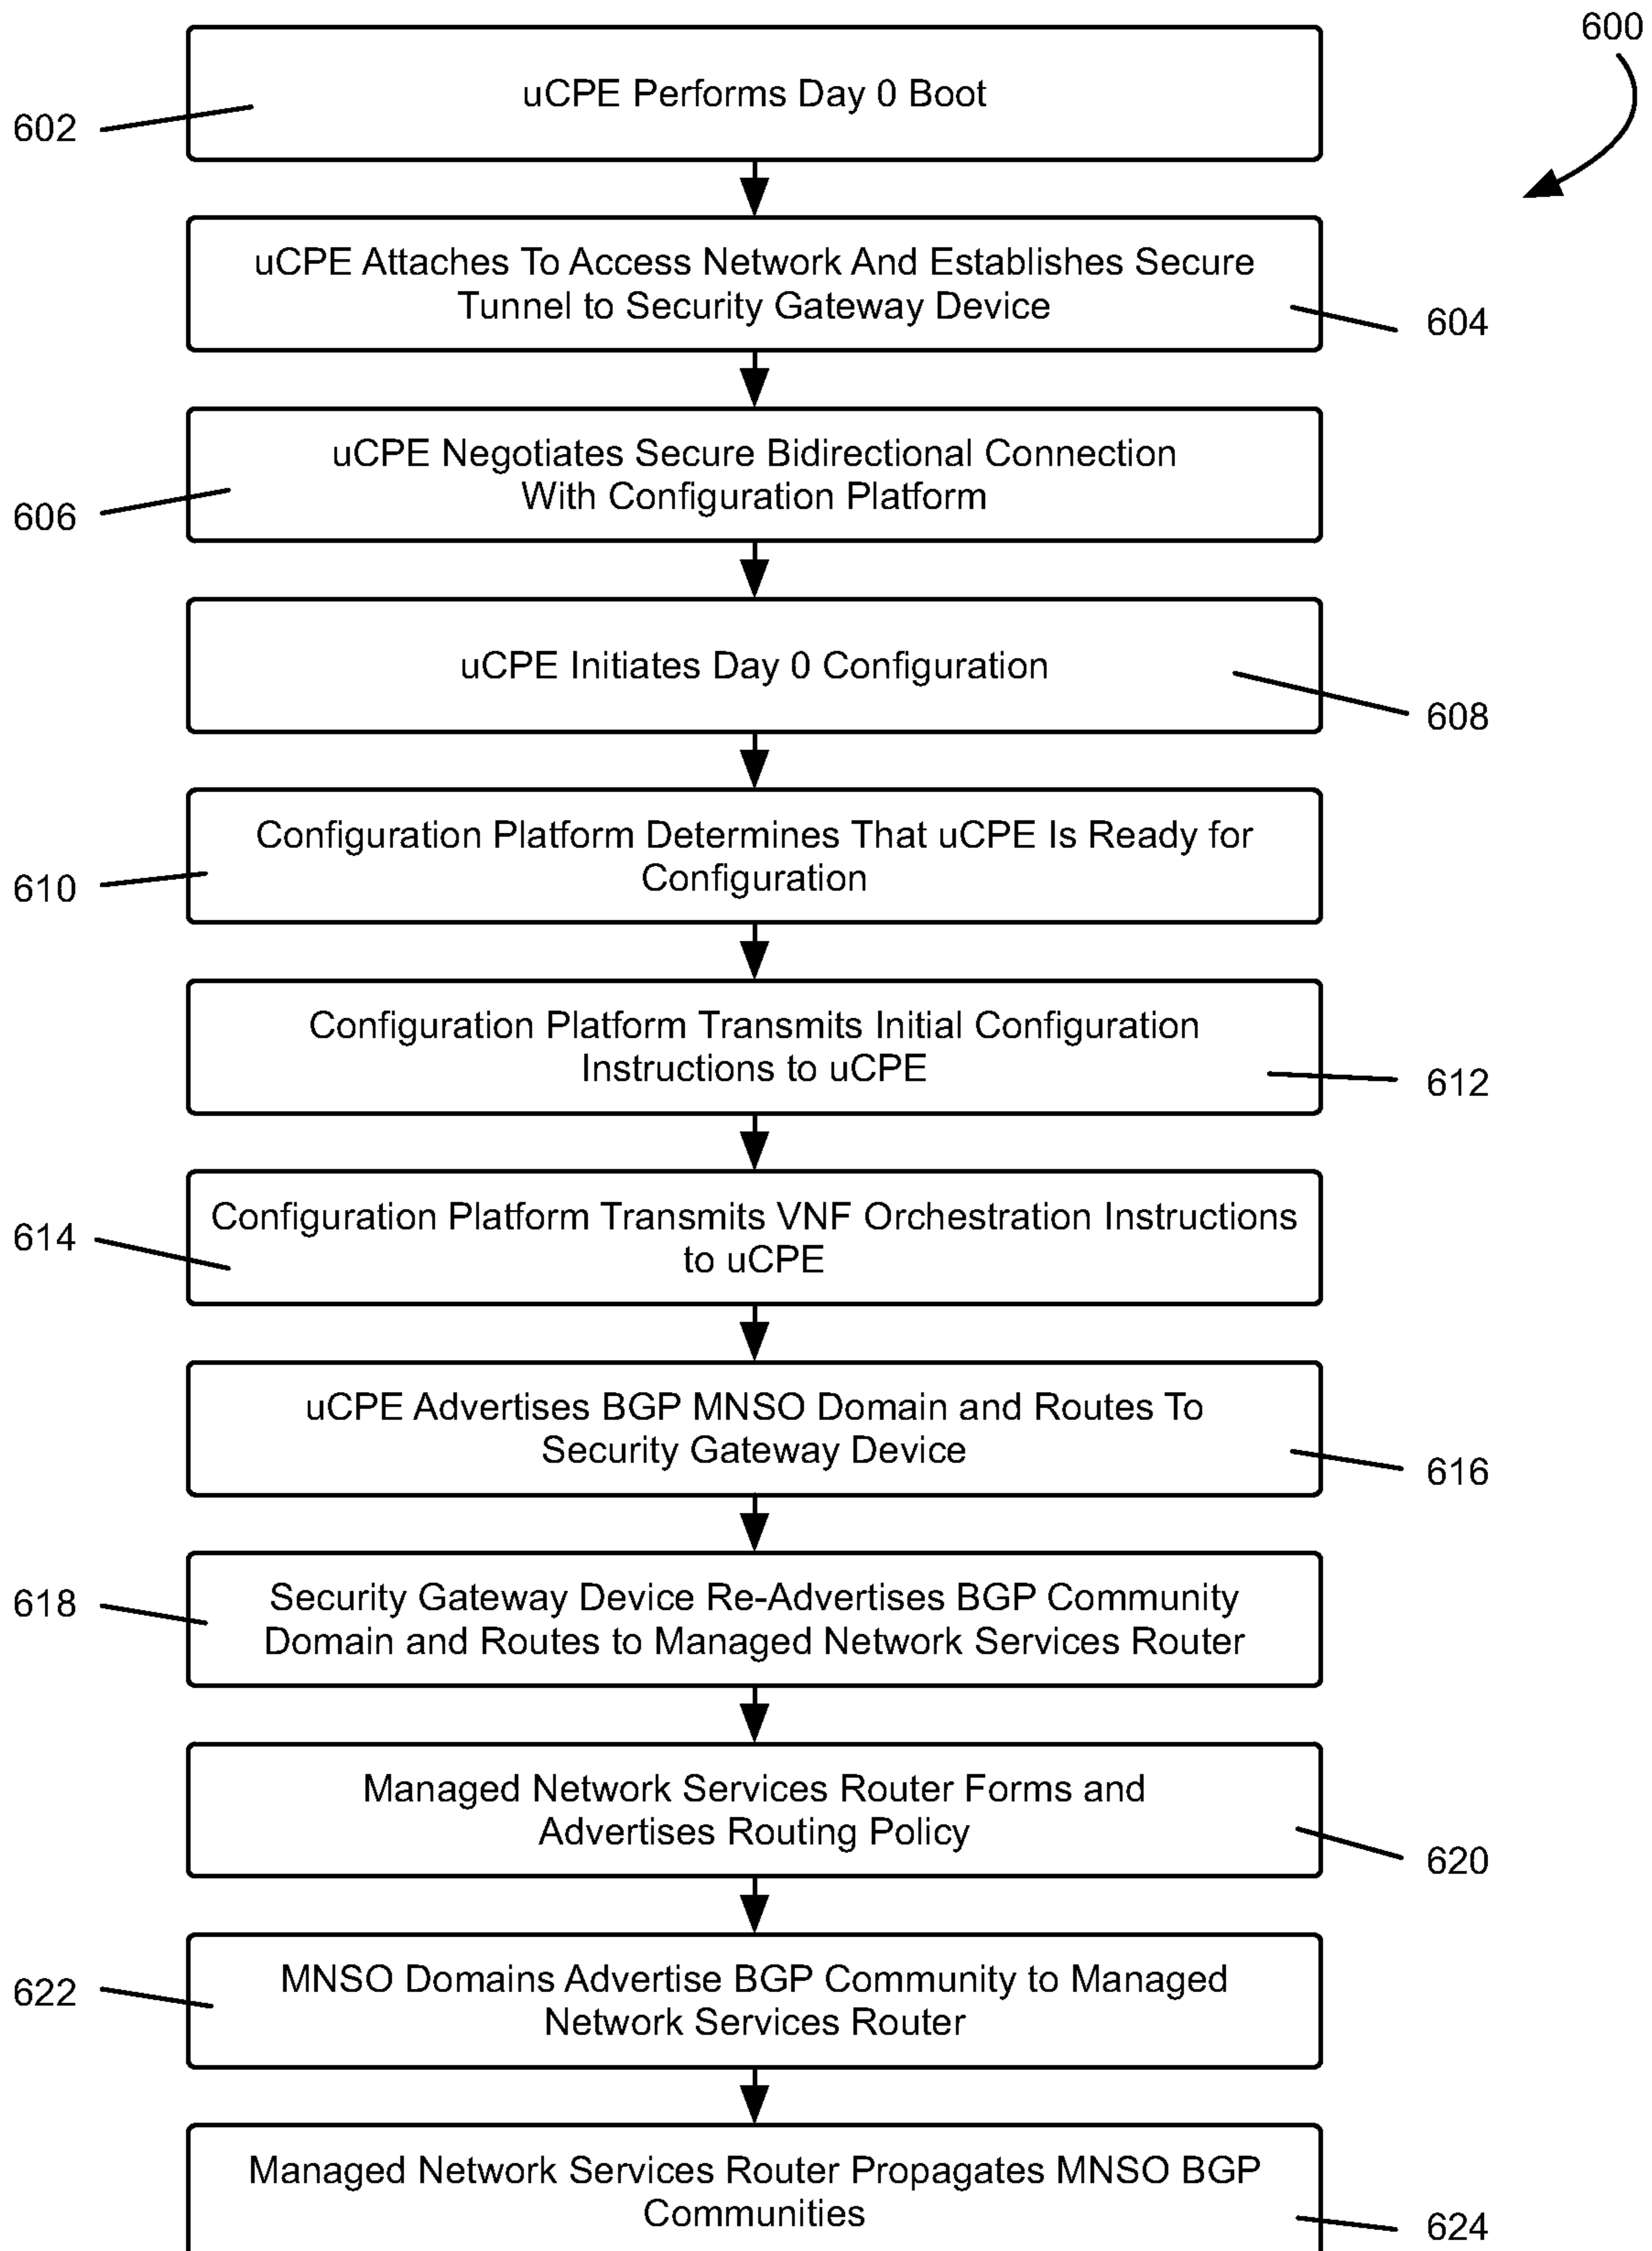 600
uCPE Performs Day 0 Boot
602
uCPE Attaches To Access Network And Establishes Secure
Tunnel to Security Gateway Device
604
uCPE Negotiates Secure Bidirectional Connection
With Configuration Platform
606
uCPE Initiates Day 0 Configuration
608
Configuration Platform Determines That uCPE Is Ready for
Configuration
610
Configuration Platform Transmits Initial Configuration
Instructions to uCPE
612
Configuration Platform Transmits VNF Orchestration Instructions
to uCPE
614
uCPE Advertises BGP MNSO Domain and Routes To
Security Gateway Device
616
Security Gateway Device Re-Advertises BGP Community
Domain and Routes to Managed Network Services Router
618
Managed Network Services Router Forms and
Advertises Routing Policy
620
MNSO Domains Advertise BGP Community to Managed
Network Services Router
622
Managed Network Services Router Propagates MNSO BGP
Communities
624